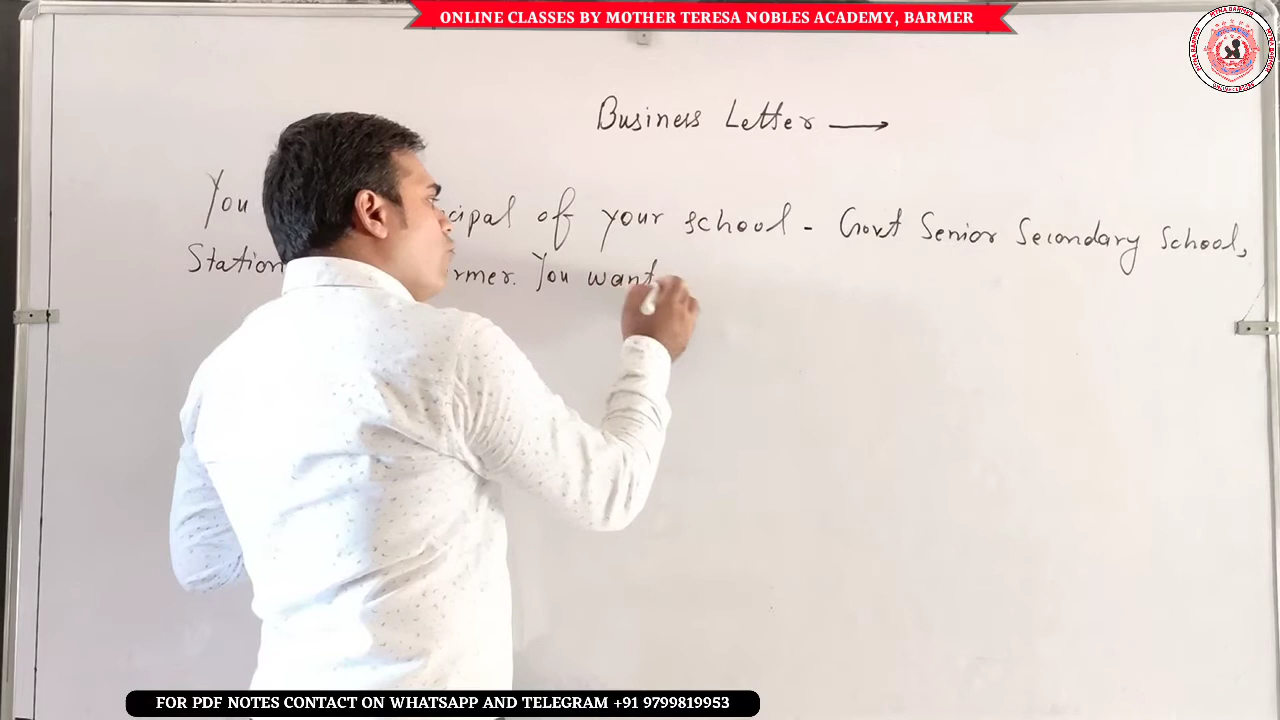 ONLINE CLASSES BY MOTHER TERESA NOBLES ACADEMY, BARMER
Business Letter →
You cipal of your school - Govt Senior Secondary School,
Station rmer. You want
FOR PDF NOTES CONTACT ON WHATSAPP AND TELEGRAM +91 9799819953